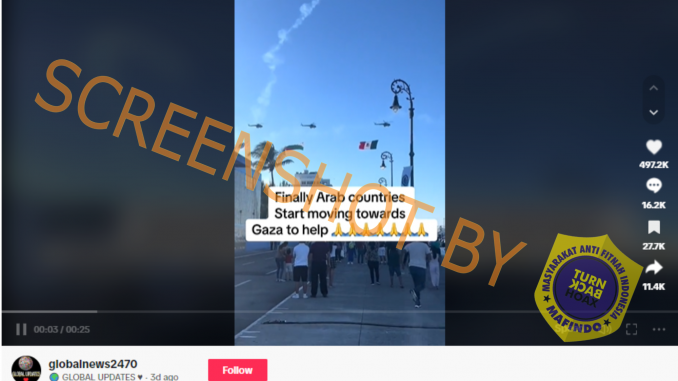 SCREENSHOT BY
Finally Arab countries
Start moving towards
Gaza to help 🙏🙏🙏🙏🙏🙏🙏
497.2K
16.2K
27.7K
11.4K
MASYARAKAT ANTI FITNAH INDONESIA
TURN
BACK
HOAX
MAFINDO
00:03 / 00:25
globalnews2470
GLOBAL UPDATES ♥ · 3d ago
Follow